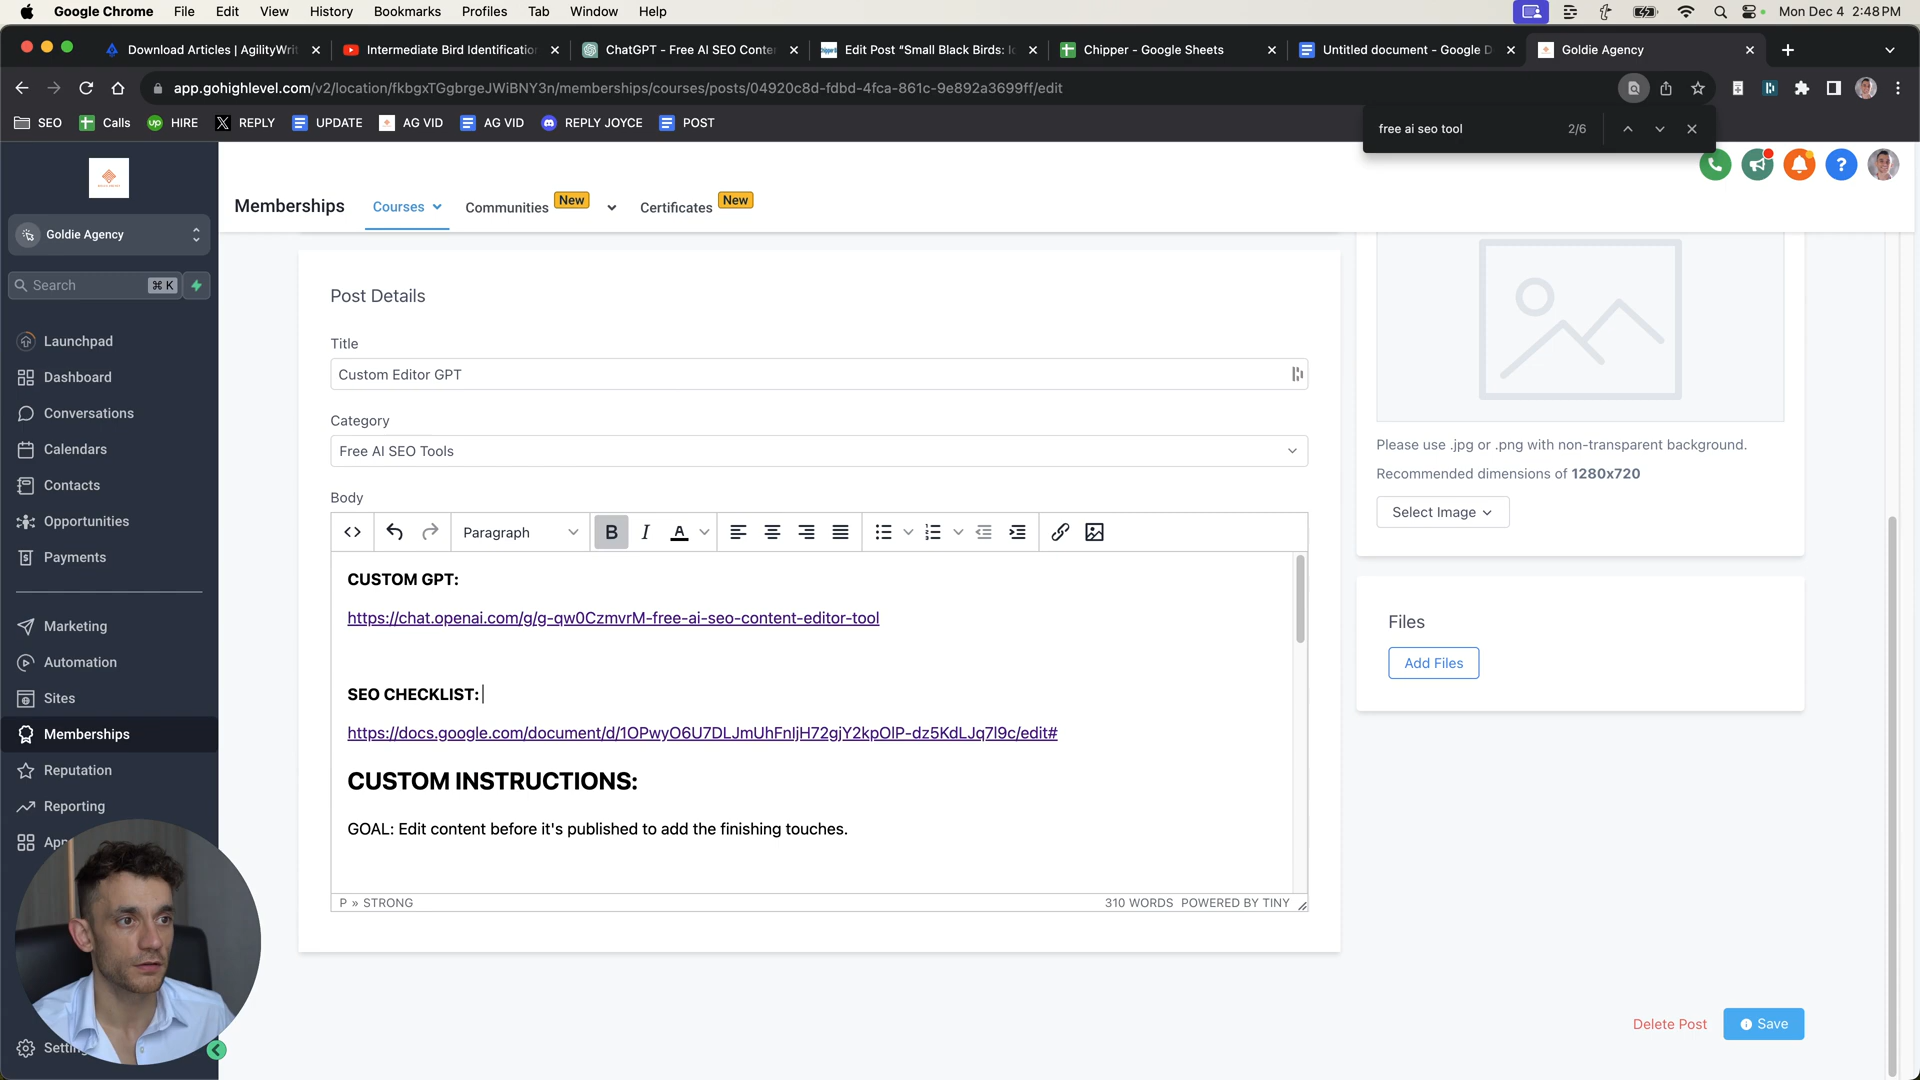 Google Chrome File Edit View History Bookmarks Profiles Tab Window Help Mon Dec 4 2:48 PM
Download Articles | AgilityWrit Intermediate Bird Identification ChatGPT - Free AI SEO Conte Edit Post “Small Black Birds: Chipper - Google Sheets Untitled document - Google D Goldie Agency
app.gohighlevel.com/v2/location/fkbgxTGgbrgeJWiBNY3n/memberships/courses/posts/04920c8d-fdbd-4fca-861c-9e892a3699ff/edit
SEO Calls up HIRE REPLY UPDATE AG VID AG VID REPLY JOYCE POST
free ai seo tool 2/6
Memberships Courses Communities New Certificates New
Goldie Agency
Search ⌘ K
Launchpad
Dashboard
Conversations
Calendars
Contacts
Opportunities
Payments
Marketing
Automation
Sites
Memberships
Reputation
Reporting
App
Settin
Post Details
Title
Custom Editor GPT
Category
Free AI SEO Tools
Body
Paragraph B I A
CUSTOM GPT:
https://chat.openai.com/g/g-qw0CzmvrM-free-ai-seo-content-editor-tool
SEO CHECKLIST:
https://docs.google.com/document/d/1OPwyO6U7DLJmUhFnIjH72gjY2kpOlP-dz5KdLJq7l9c/edit#
CUSTOM INSTRUCTIONS:
GOAL: Edit content before it's published to add the finishing touches.
P » STRONG 310 WORDS POWERED BY TINY
Please use .jpg or .png with non-transparent background.
Recommended dimensions of 1280x720
Select Image
Files
Add Files
Delete Post Save